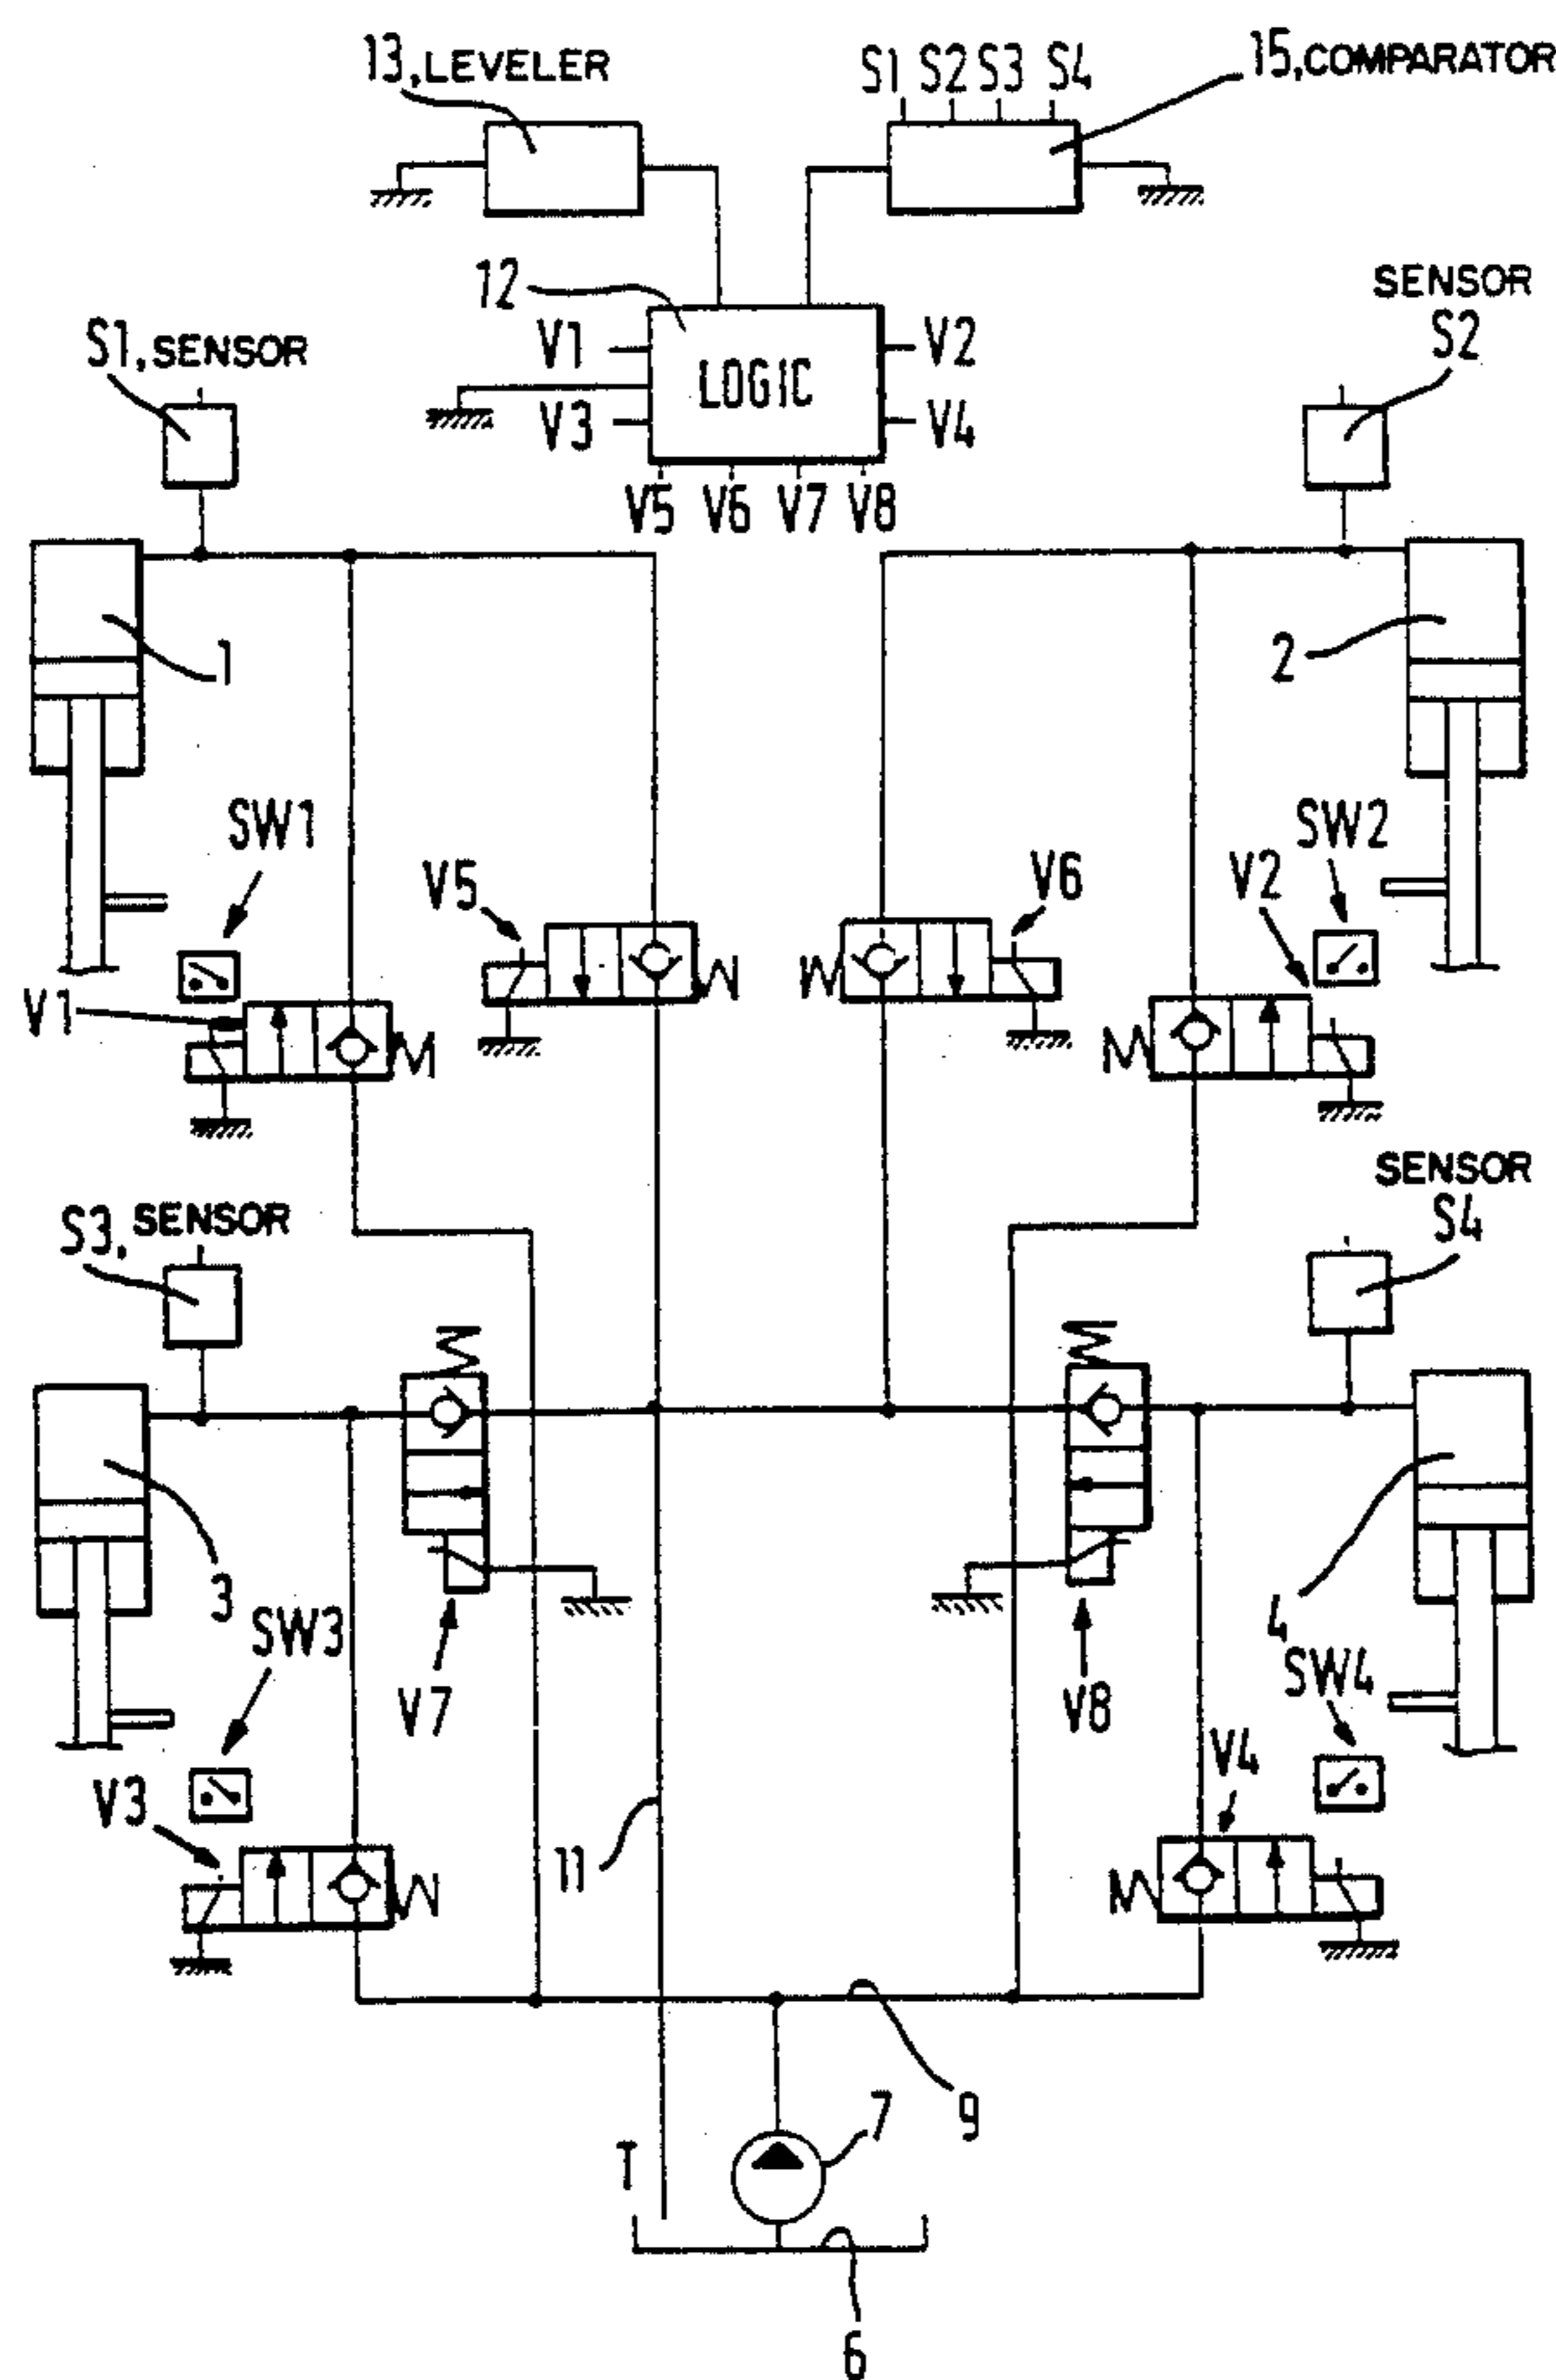 13, LEVELER
S1 S2 S3 S4
15, COMPARATOR
12
V1
V2
LOGIC
V3
V4
V5 V6 V7 V8
S1, SENSOR
SENSOR
S2
1
2
SW1
V5
V6
V2
SW2
V1
S3, SENSOR
SENSOR
S4
3
4
SW3
V7
V8
SW4
V3
V4
11
9
7
T
6